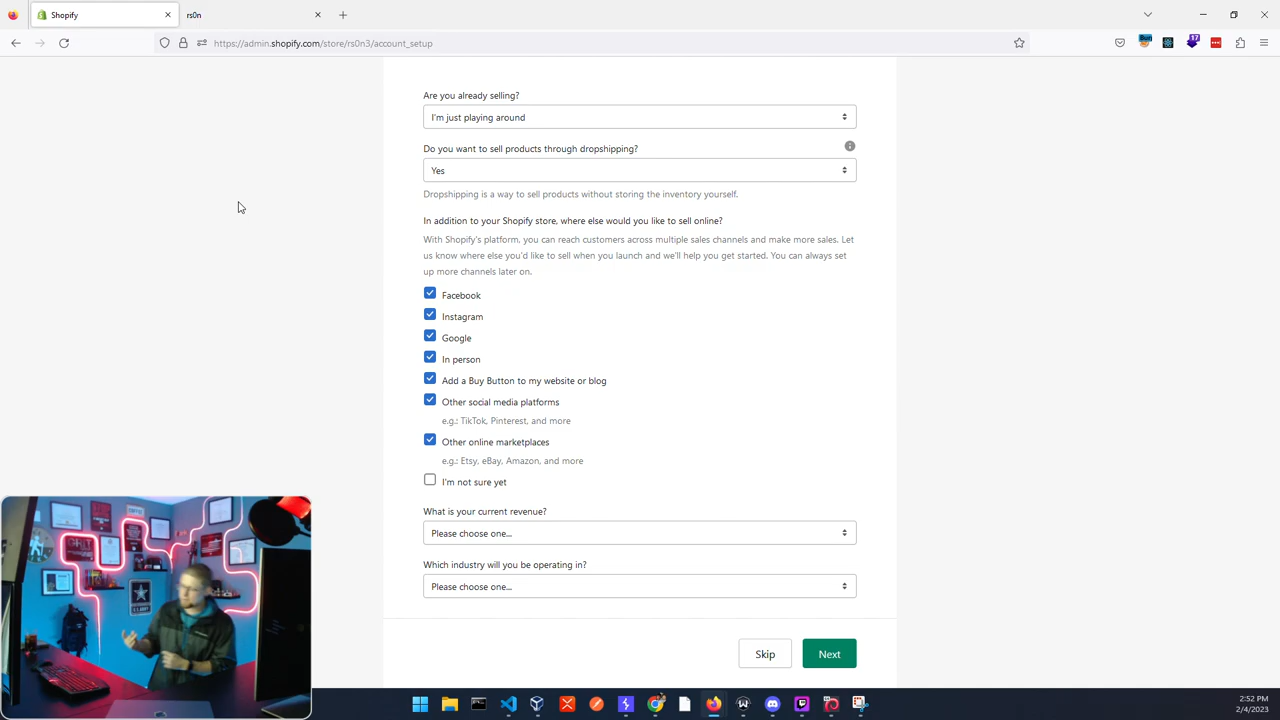 Shopify
rs0n
https://admin.shopify.com/store/rs0n3/account_setup
17
Are you already selling?
I'm just playing around
Do you want to sell products through dropshipping?
Yes
Dropshipping is a way to sell products without storing the inventory yourself.
In addition to your Shopify store, where else would you like to sell online?
With Shopify's platform, you can reach customers across multiple sales channels and make more sales. Let
us know where else you'd like to sell when you launch and we'll help you get started. You can always set
up more channels later on.
Facebook
Instagram
Google
In person
Add a Buy Button to my website or blog
Other social media platforms
e.g.: TikTok, Pinterest, and more
Other online marketplaces
e.g.: Etsy, eBay, Amazon, and more
I'm not sure yet
What is your current revenue?
Please choose one...
Which industry will you be operating in?
Please choose one...
Skip
Next
2:52 PM
2/4/2023